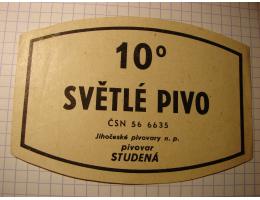 10°
SVĚTLÉ PIVO
ČSN 56 6635
Jihočeské pivovary n. p.
pivovar
STUDENÁ